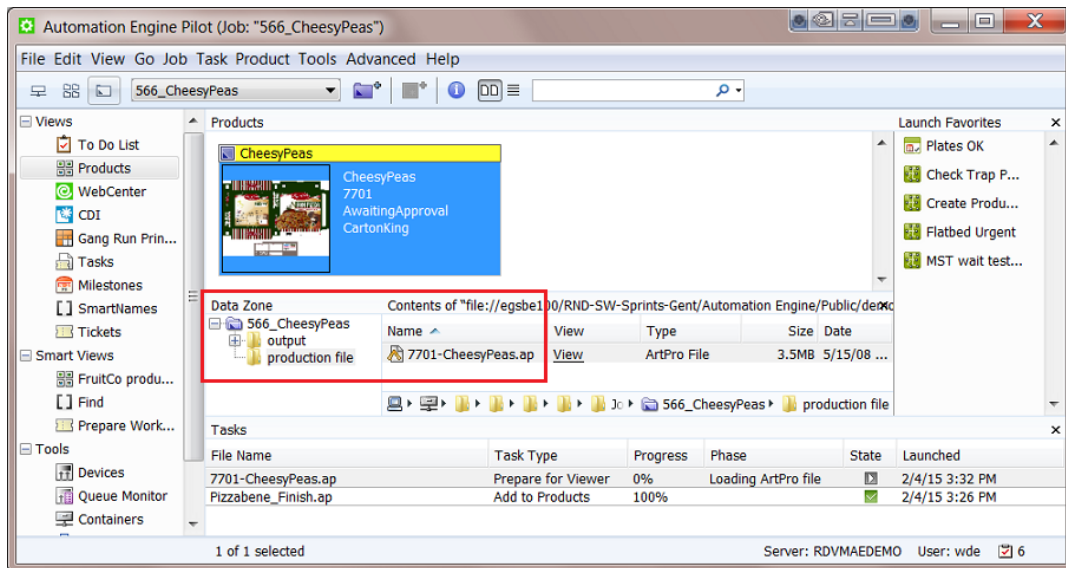 Automation Engine Pilot (Job: "566_CheesyPeas")
File Edit View Go Job Task Product Tools Advanced Help
566_CheesyPeas
Views
To Do List
Products
WebCenter
CDI
Gang Run Prin...
Tasks
Milestones
SmartNames
Tickets
Smart Views
FruitCo produ...
Find
Prepare Work...
Tools
Devices
Queue Monitor
Containers
Products
CheesyPeas
CheesyPeas
7701
AwaitingApproval
CartonKing
Launch Favorites
Plates OK
Check Trap P...
Create Produ...
Flatbed Urgent
MST wait test...
Data Zone
566_CheesyPeas
output
production file
Contents of "file://egsbe100/RND-SW-Sprints-Gent/Automation Engine/Public/demo
Name View Type Size Date
7701-CheesyPeas.ap View ArtPro File 3.5MB 5/15/08 ...
566_CheesyPeas production file
Tasks
File Name Task Type Progress Phase State Launched
7701-CheesyPeas.ap Prepare for Viewer 0% Loading ArtPro file 2/4/15 3:32 PM
Pizzabene_Finish.ap Add to Products 100% 2/4/15 3:26 PM
1 of 1 selected Server: RDVMAEDEMO User: wde 6